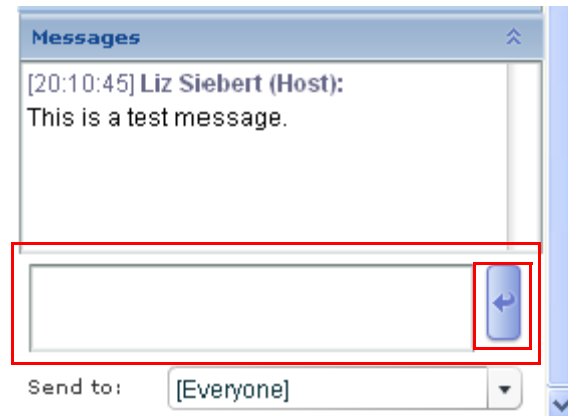 Messages
[20:10:45] Liz Siebert (Host):
This is a test message.
Send to: [Everyone]